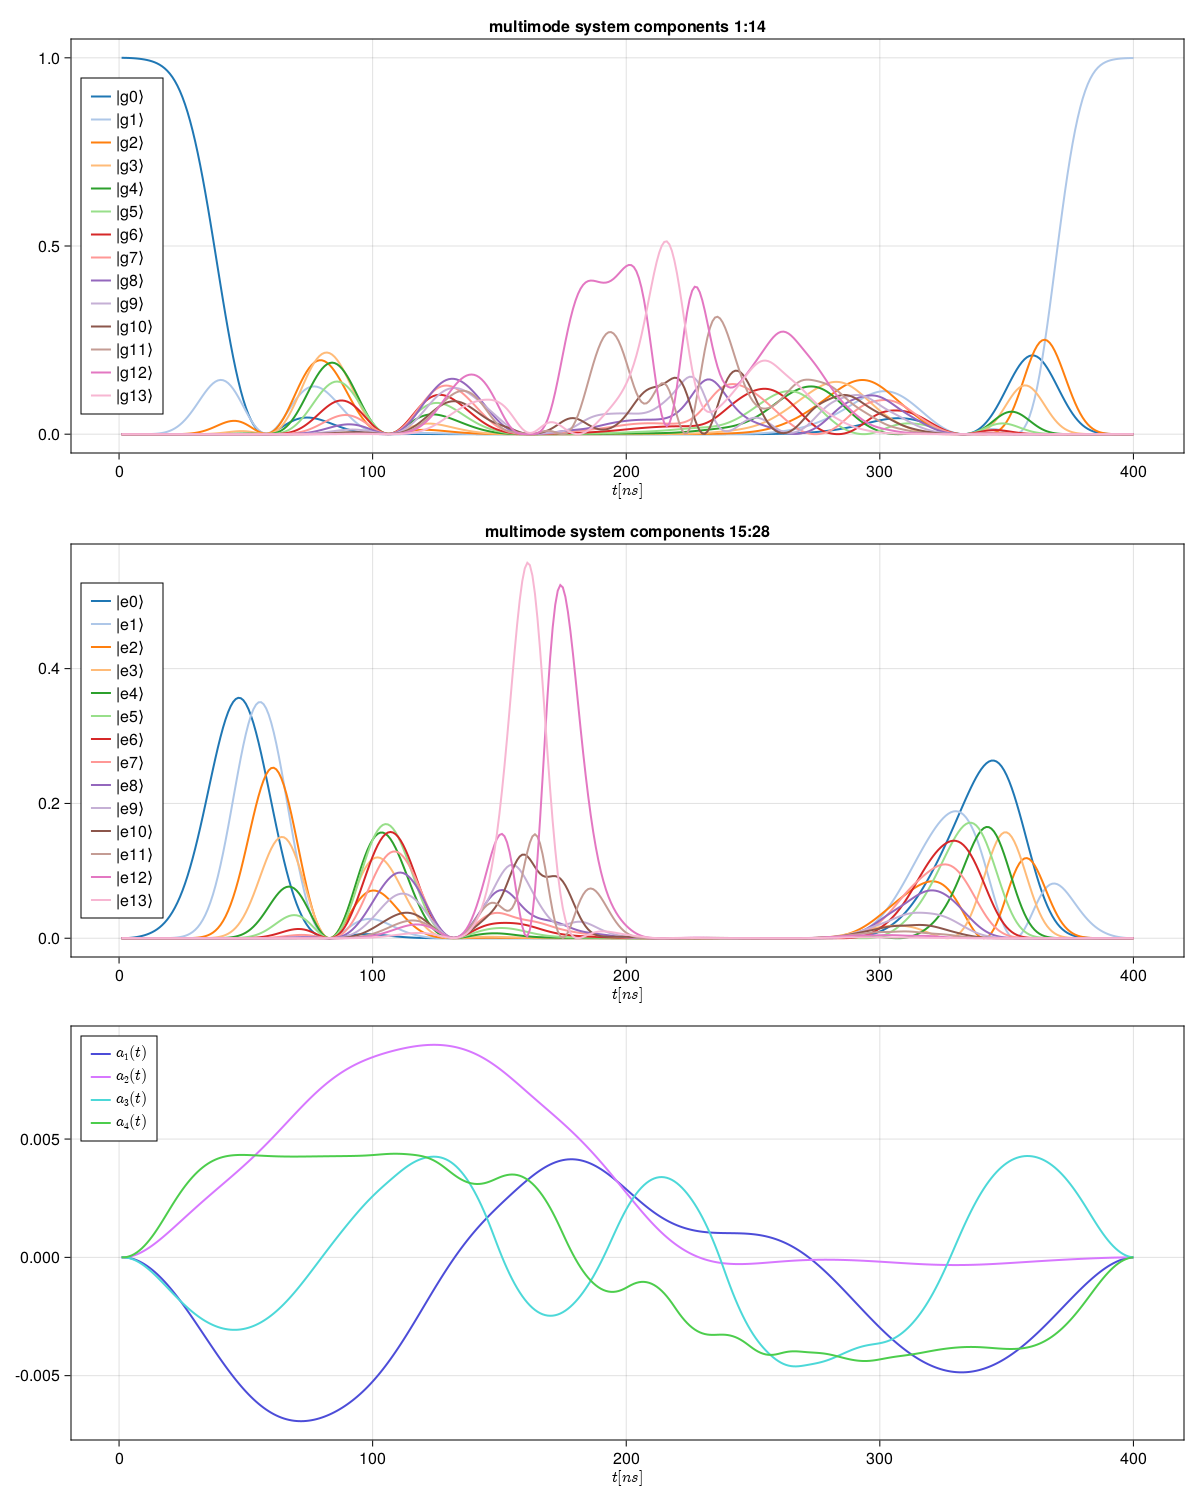 multimode system components 1:14
1.0
0.5
0.0
|g0⟩
|g1⟩
|g2⟩
|g3⟩
|g4⟩
|g5⟩
|g6⟩
|g7⟩
|g8⟩
|g9⟩
|g10⟩
|g11⟩
|g12⟩
|g13⟩
0 100 200 300 400
t[ns]
multimode system components 15:28
0.4
0.2
0.0
|e0⟩
|e1⟩
|e2⟩
|e3⟩
|e4⟩
|e5⟩
|e6⟩
|e7⟩
|e8⟩
|e9⟩
|e10⟩
|e11⟩
|e12⟩
|e13⟩
0 100 200 300 400
t[ns]
0.005
0.000
-0.005
a₁(t)
a₂(t)
a₃(t)
a₄(t)
0 100 200 300 400
t[ns]